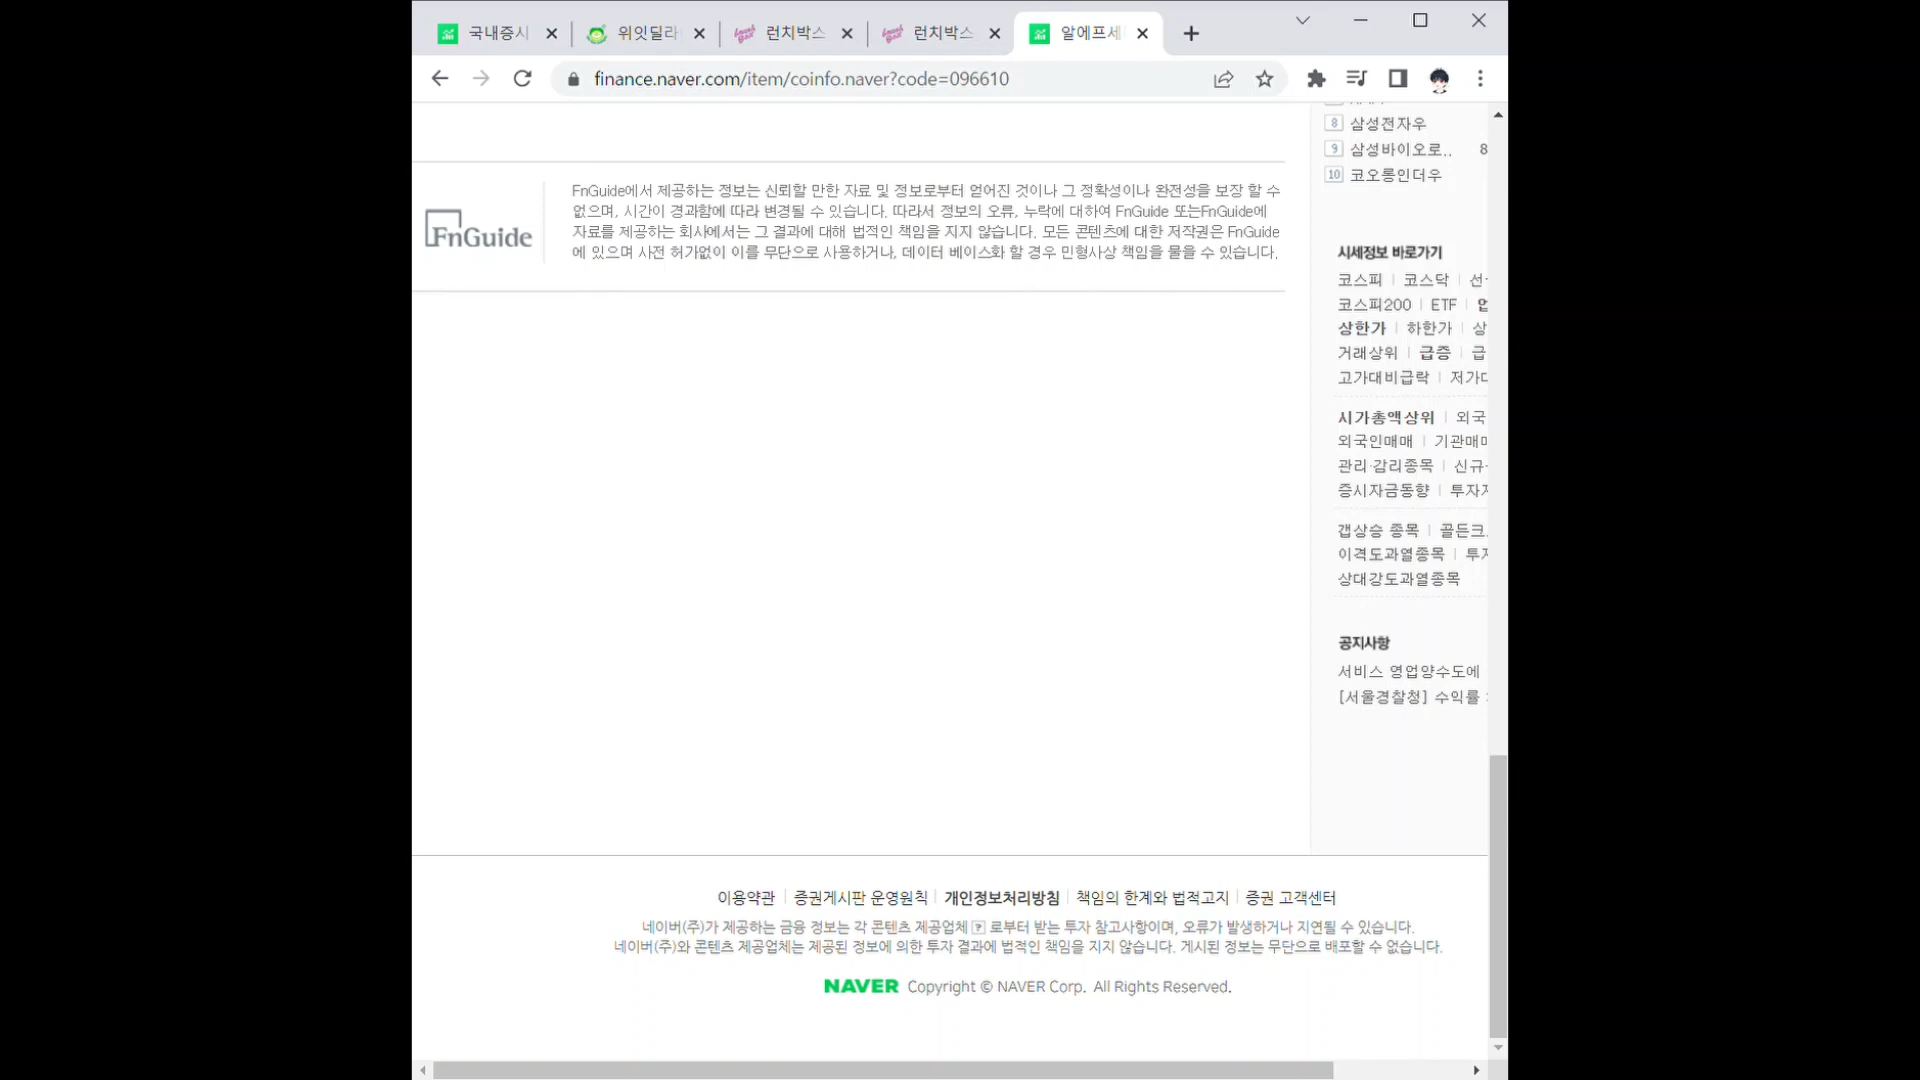 국내증시
위잇딜라
런치박스
런치박스
알에프세
finance.naver.com/item/coinfo.naver?code=096610
8 삼성전자우
9 삼성바이오로.. 8
10 코오롱인더우
FnGuide
FnGuide에서 제공하는 정보는 신뢰할 만한 자료 및 정보로부터 얻어진 것이나 그 정확성이나 완전성을 보장 할 수
없으며, 시간이 경과함에 따라 변경될 수 있습니다. 따라서 정보의 오류, 누락에 대하여 FnGuide 또는FnGuide에
자료를 제공하는 회사에서는 그 결과에 대해 법적인 책임을 지지 않습니다. 모든 콘텐츠에 대한 저작권은 FnGuide
에 있으며 사전 허가없이 이를 무단으로 사용하거나, 데이터 베이스화 할 경우 민형사상 책임을 물을 수 있습니다.
시세정보 바로가기
코스피 | 코스닥 | 선
코스피200 | ETF | 업
상한가 | 하한가 | 상
거래상위 | 급증 | 급
고가대비급락 | 저가
시가총액상위 | 외국
외국인매매 | 기관매
관리·감리종목 | 신규
증시자금동향 | 투자
갭상승 종목 | 골든크
이격도과열종목 | 투
상대강도과열종목
공지사항
서비스 영업양수도에
[서울경찰청] 수익률
이용약관 | 증권게시판 운영원칙 | 개인정보처리방침 | 책임의 한계와 법적고지 | 증권 고객센터
네이버(주)가 제공하는 금융 정보는 각 콘텐츠 제공업체 ? 로부터 받는 투자 참고사항이며, 오류가 발생하거나 지연될 수 있습니다.
네이버(주)와 콘텐츠 제공업체는 제공된 정보에 의한 투자 결과에 법적인 책임을 지지 않습니다. 게시된 정보는 무단으로 배포할 수 없습니다.
NAVER Copyright © NAVER Corp. All Rights Reserved.